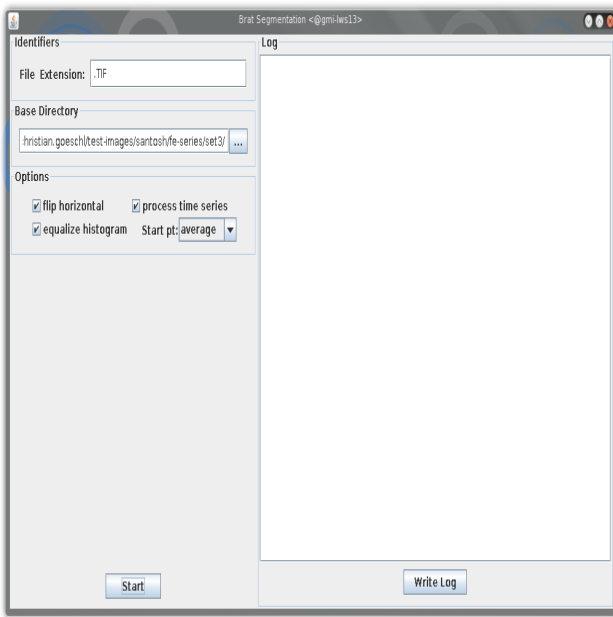 Brat Segmentation <@gmi-iws13>
Identifiers
File Extension: .TIF
Base Directory
:hristian.goeschl/test-images/santosh/fe-series/set3/ ...
Options
flip horizontal
process time series
equalize histogram
Start pt: average
Start
Log
Write Log